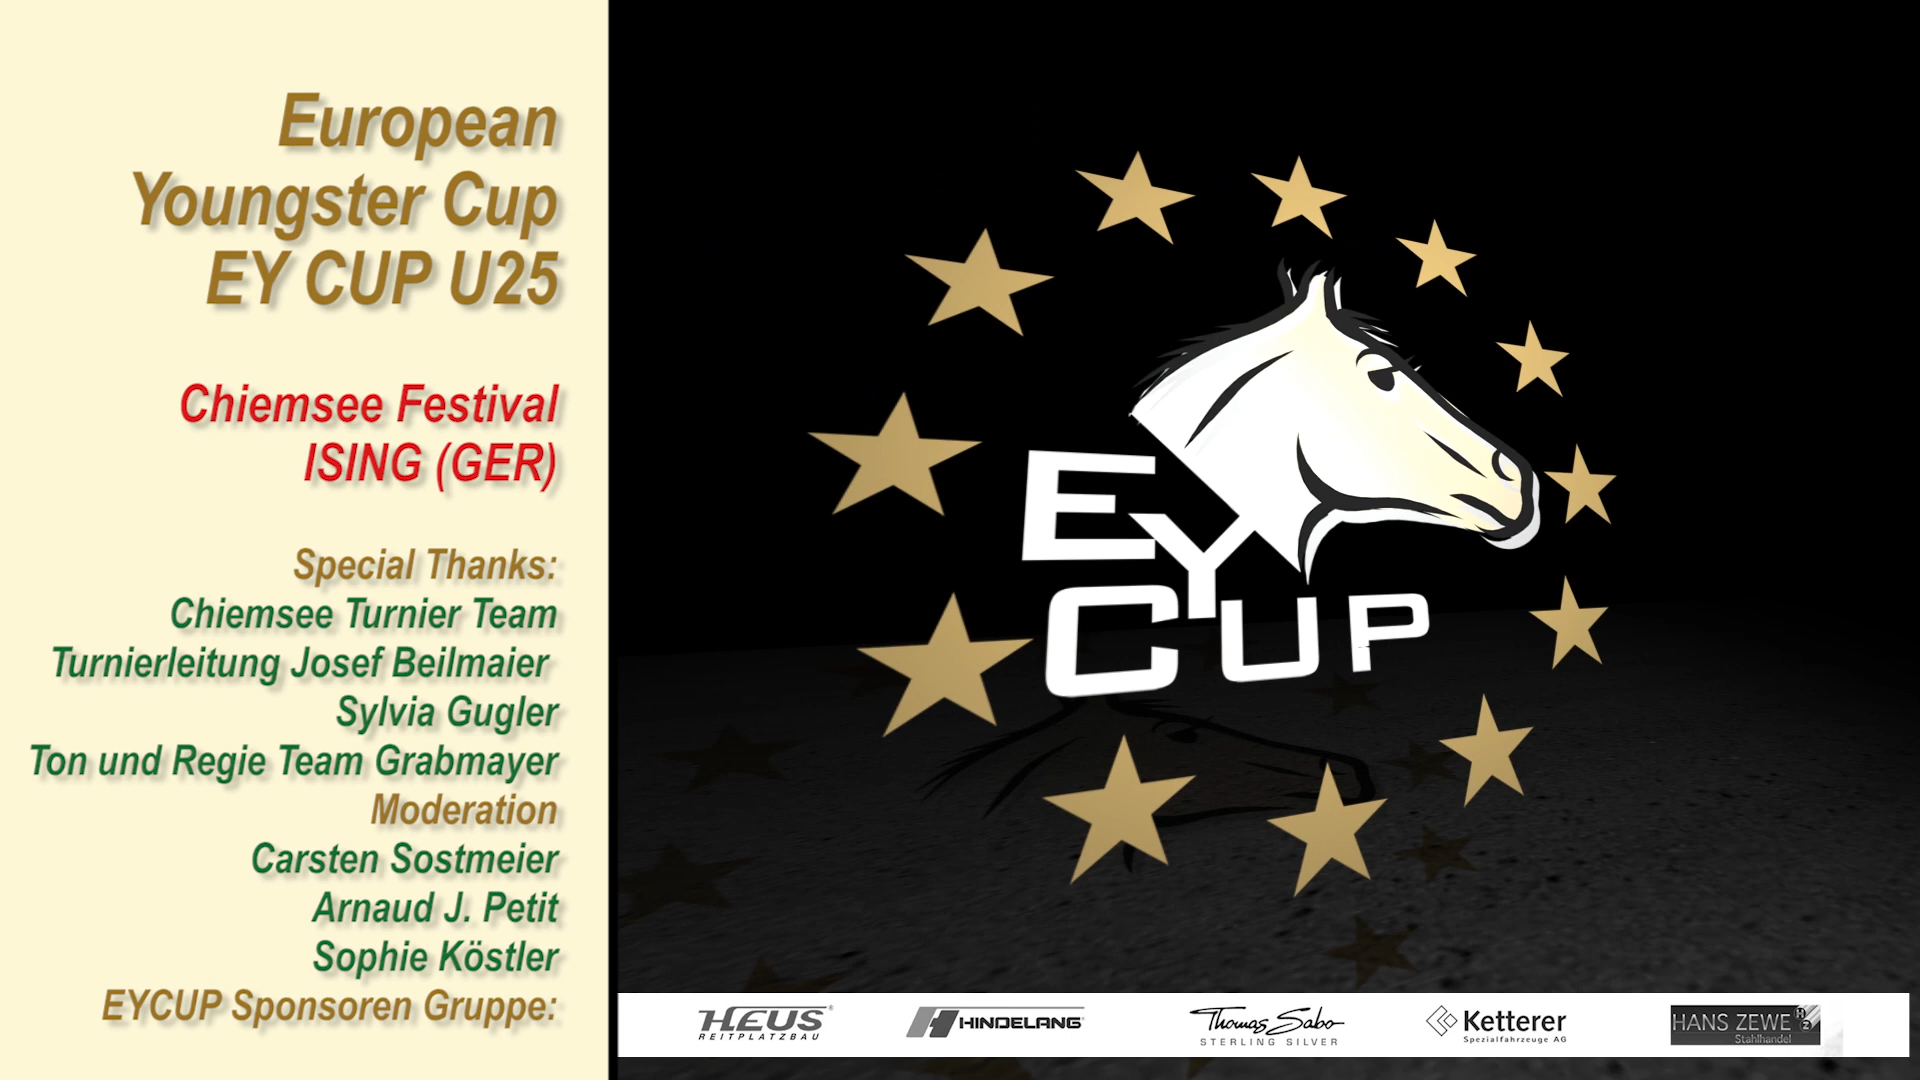 European
Youngster Cup
EY CUP U25
Chiemsee Festival
ISING (GER)
Special Thanks:
Chiemsee Turnier Team
Turnierleitung Josef Beilmaier
Sylvia Gugler
Ton und Regie Team Grabmayer
Moderation
Carsten Sostmeier
Arnaud J. Petit
Sophie Köstler
EYCUP Sponsoren Gruppe:
EY
CUP
HEUS®
REITPLATZBAU
HINDELANG
Thomas Sabo
STERLING SILVER
Ketterer
Spezialfahrzeuge AG
HANS ZEWE
HZ
Stahlhandel